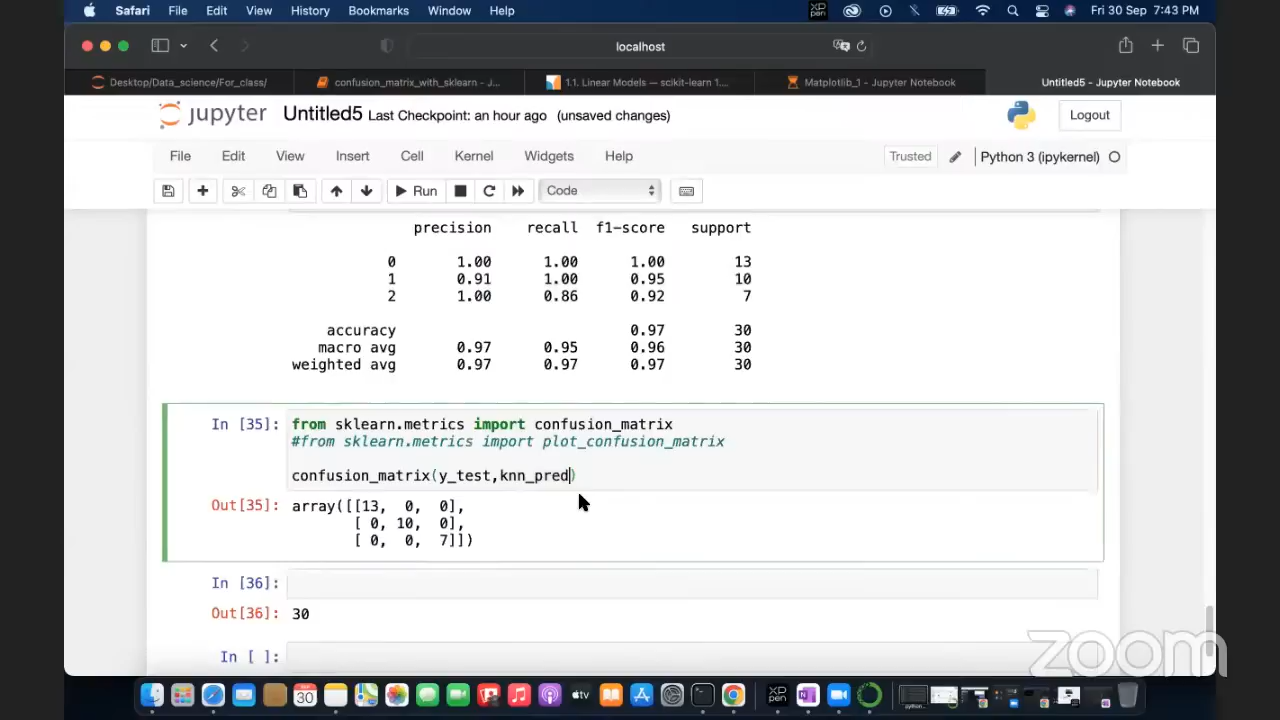 Safari File Edit View History Bookmarks Window Help XP PEN Fri 30 Sep 7:43 PM
localhost
Desktop/Data_science/For_class/ confusion_matrix_with_sklearn - J... 1.1. Linear Models — scikit-learn 1.... Matplotlib_1 - Jupyter Notebook Untitled5 - Jupyter Notebook
jupyter Untitled5 Last Checkpoint: an hour ago (unsaved changes) Logout
File Edit View Insert Cell Kernel Widgets Help Trusted Python 3 (ipykernel)
Run Code
precision recall f1-score support
0 1.00 1.00 1.00 13
1 0.91 1.00 0.95 10
2 1.00 0.86 0.92 7
accuracy 0.97 30
macro avg 0.97 0.95 0.96 30
weighted avg 0.97 0.97 0.97 30
In [35]: from sklearn.metrics import confusion_matrix
#from sklearn.metrics import plot_confusion_matrix
confusion_matrix(y_test,knn_pred)
Out[35]: array([[13, 0, 0],
[ 0, 10, 0],
[ 0, 0, 7]])
In [36]:
Out[36]: 30
In [ ]:
zoom